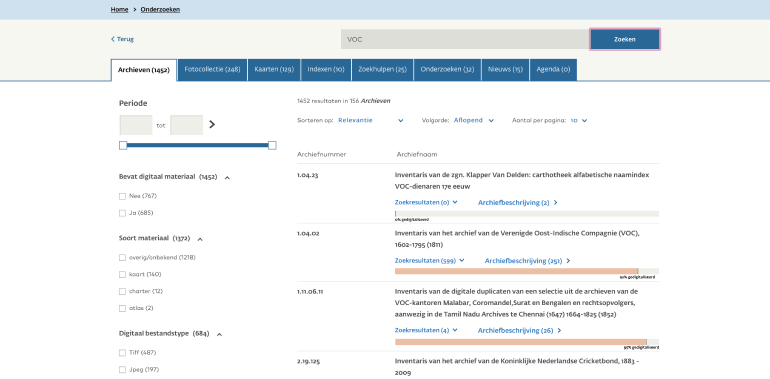 Home > Onderzoeken
Terug
VOC
Zoeken
Archieven (1452)
Fotocollectie (248)
Kaarten (129)
Indexen (10)
Zoekhulpen (25)
Onderzoeken (32)
Nieuws (15)
Agenda (0)
Periode
tot
Bevat digitaal materiaal (1452)
Nee (767)
Ja (685)
Soort materiaal (1372)
overig/onbekend (1218)
kaart (140)
charter (12)
atlas (2)
Digitaal bestandstype (684)
Tiff (487)
Jpeg (197)
1452 resultaten in 156 Archieven
Sorteren op: Relevantie
Volgorde: Aflopend
Aantal per pagina: 10
Archiefnummer
Archiefnaam
1.04.23
Inventaris van de zgn. Klapper Van Delden: carthotheek alfabetische naamindex
VOC-dienaren 17e eeuw
Zoekresultaten (0)
Archiefbeschrijving (2)
0% gedigitaliseerd
1.04.02
Inventaris van het archief van de Verenigde Oost-Indische Compagnie (VOC),
1602-1795 (1811)
Zoekresultaten (599)
Archiefbeschrijving (251)
gedigitaliseerd
1.11.06.11
Inventaris van de digitale duplicaten van een selectie uit de archieven van de
VOC-kantoren Malabar, Coromandel,Surat en Bengalen en rechtsopvolgers,
aanwezig in de Tamil Nadu Archives te Chennai (1647) 1664-1825 (1852)
Zoekresultaten (4)
Archiefbeschrijving (26)
gedigitaliseerd
2.19.125
Inventaris van het archief van de Koninklijke Nederlandse Cricketbond, 1883 -
2009